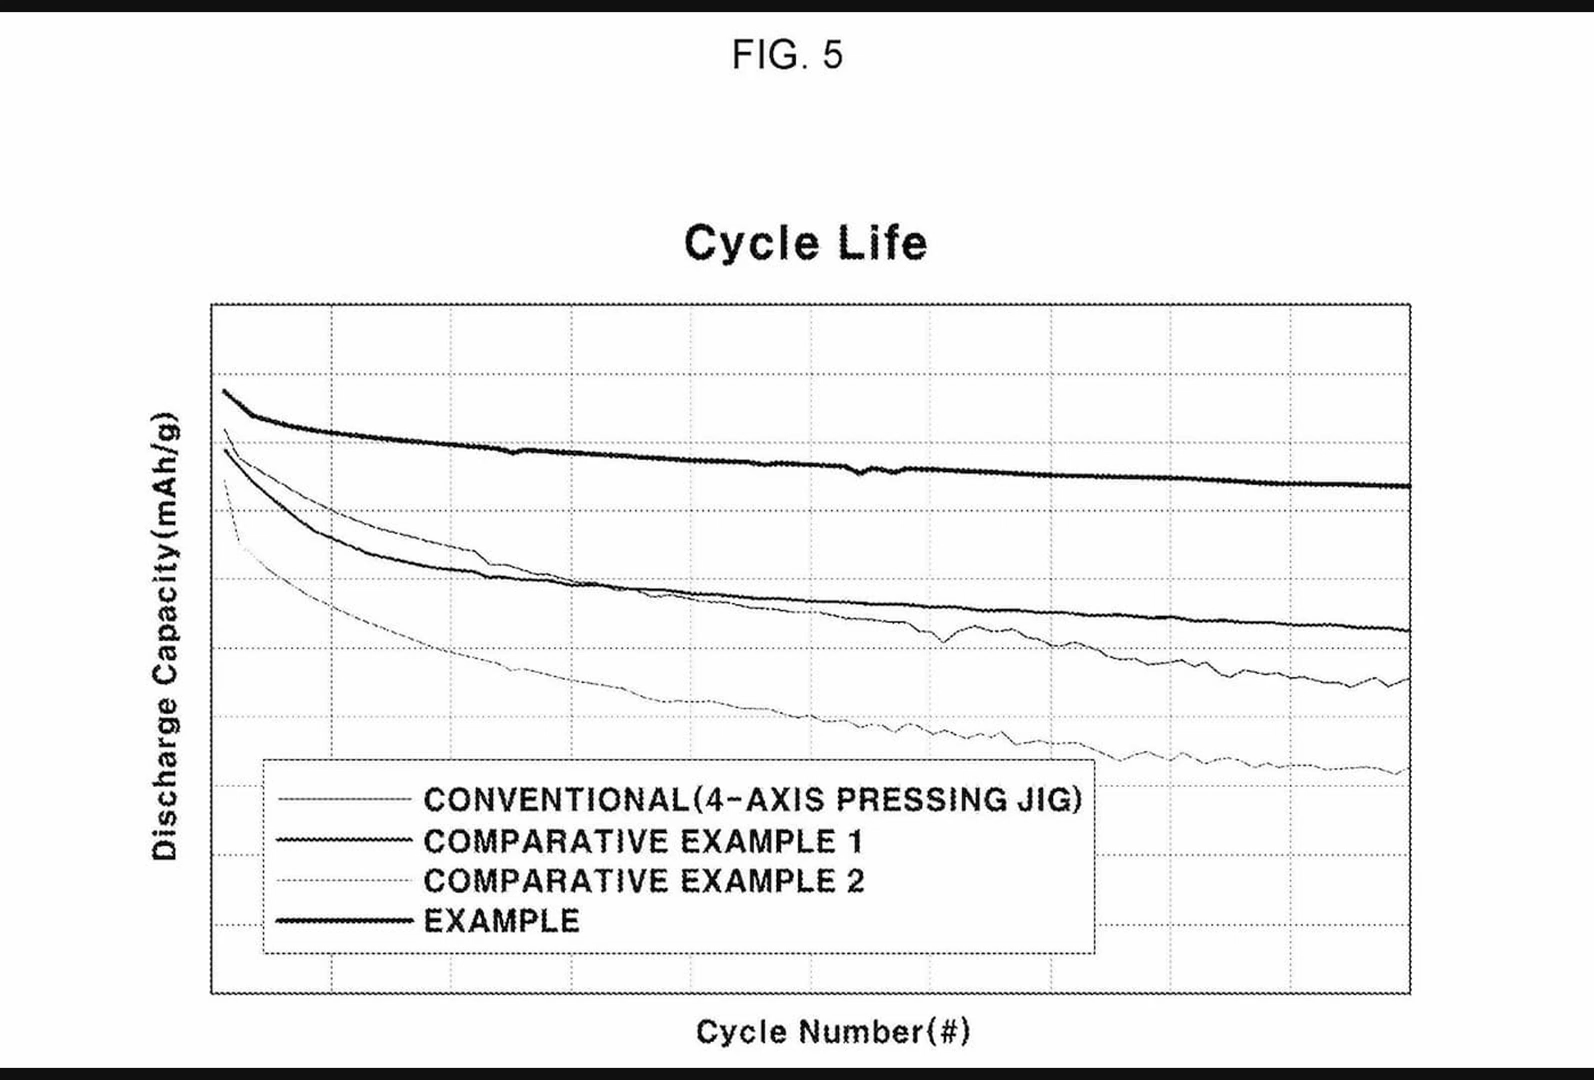 FIG. 5
Cycle Life
Discharge Capacity(mAh/g)
CONVENTIONAL(4-AXIS PRESSING JIG)
COMPARATIVE EXAMPLE 1
COMPARATIVE EXAMPLE 2
EXAMPLE
Cycle Number(#)